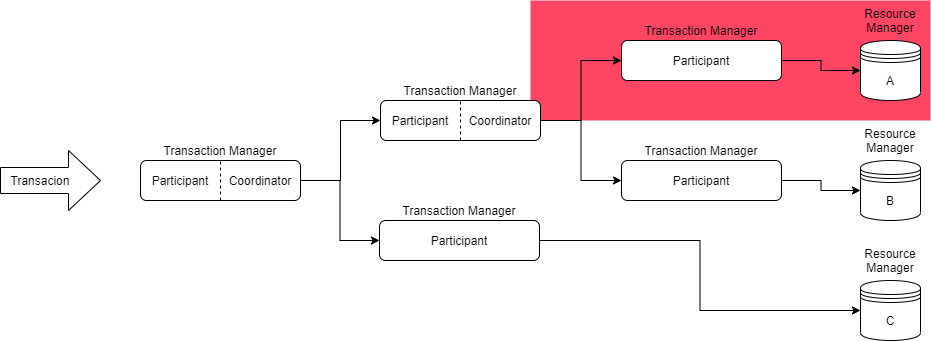 Transacion
Transaction Manager
Participant
Coordinator
Transaction Manager
Participant
Coordinator
Transaction Manager
Participant
Transaction Manager
Participant
Resource
Manager
A
Transaction Manager
Participant
Resource
Manager
B
Resource
Manager
C